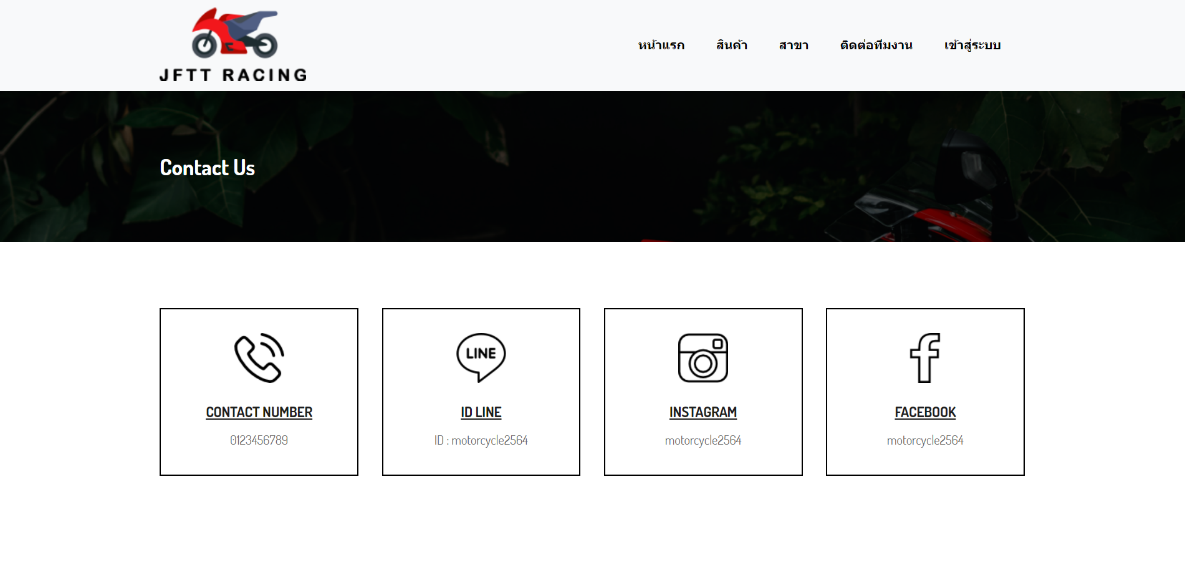 JFTT RACING
หน้าแรก สินค้า สาขา ติดต่อทีมงาน เข้าสู่ระบบ
Contact Us
CONTACT NUMBER
0123456789
LINE
ID LINE
ID : motorcycle2564
INSTAGRAM
motorcycle2564
FACEBOOK
motorcycle2564